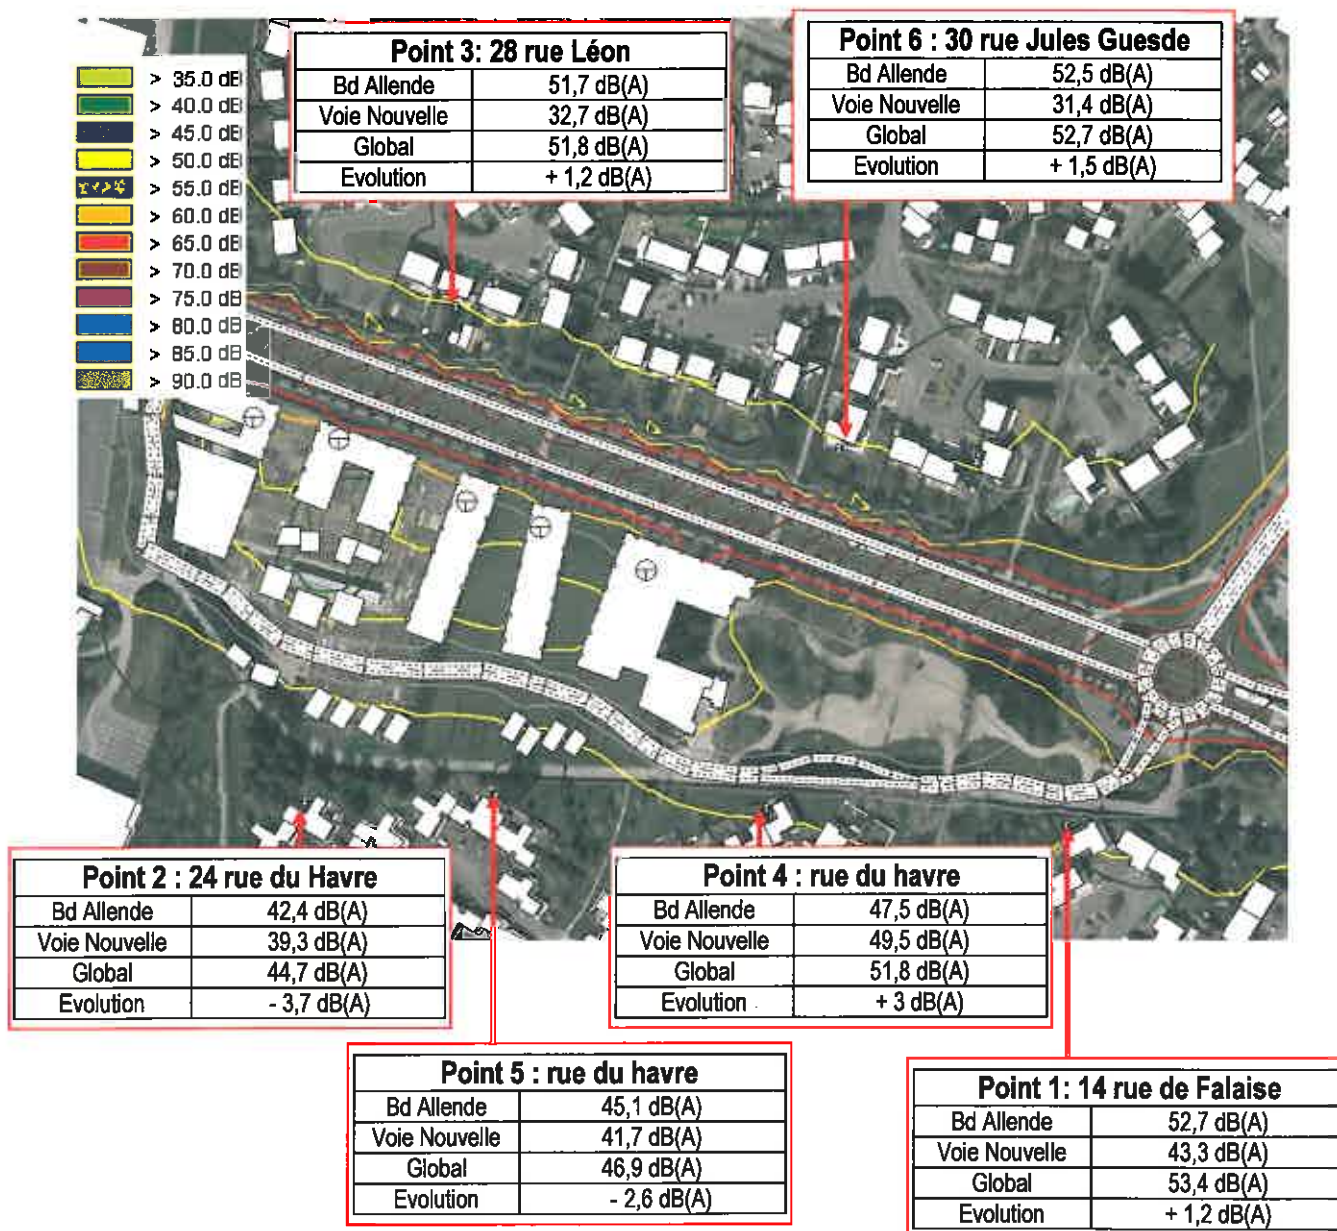 > 35.0 dB
> 40.0 dB
> 45.0 dB
> 50.0 dB
> 55.0 dB
> 60.0 dB
> 65.0 dB
> 70.0 dB
> 75.0 dB
> 80.0 dB
> 85.0 dB
> 90.0 dB
Point 3: 28 rue Léon
Bd Allende 51,7 dB(A)
Voie Nouvelle 32,7 dB(A)
Global 51,8 dB(A)
Evolution + 1,2 dB(A)
Point 6 : 30 rue Jules Guesde
Bd Allende 52,5 dB(A)
Voie Nouvelle 31,4 dB(A)
Global 52,7 dB(A)
Evolution + 1,5 dB(A)
Point 2 : 24 rue du Havre
Bd Allende 42,4 dB(A)
Voie Nouvelle 39,3 dB(A)
Global 44,7 dB(A)
Evolution - 3,7 dB(A)
Point 4 : rue du havre
Bd Allende 47,5 dB(A)
Voie Nouvelle 49,5 dB(A)
Global 51,8 dB(A)
Evolution + 3 dB(A)
Point 5 : rue du havre
Bd Allende 45,1 dB(A)
Voie Nouvelle 41,7 dB(A)
Global 46,9 dB(A)
Evolution - 2,6 dB(A)
Point 1: 14 rue de Falaise
Bd Allende 52,7 dB(A)
Voie Nouvelle 43,3 dB(A)
Global 53,4 dB(A)
Evolution + 1,2 dB(A)